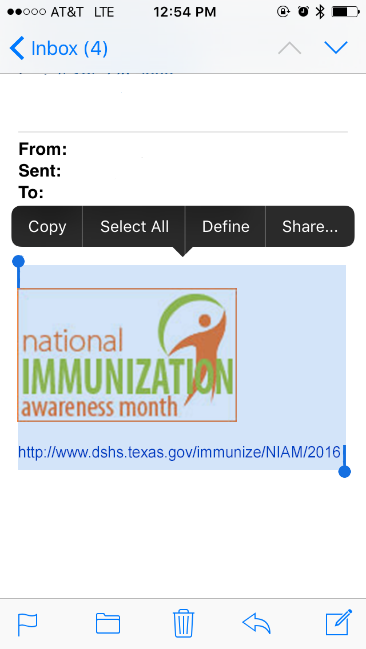 AT&T LTE 12:54 PM
Inbox (4)
From:
Sent:
To:
Copy Select All Define Share...
national
IMMUNIZATION
awareness month
http://www.dshs.texas.gov/immunize/NIAM/2016